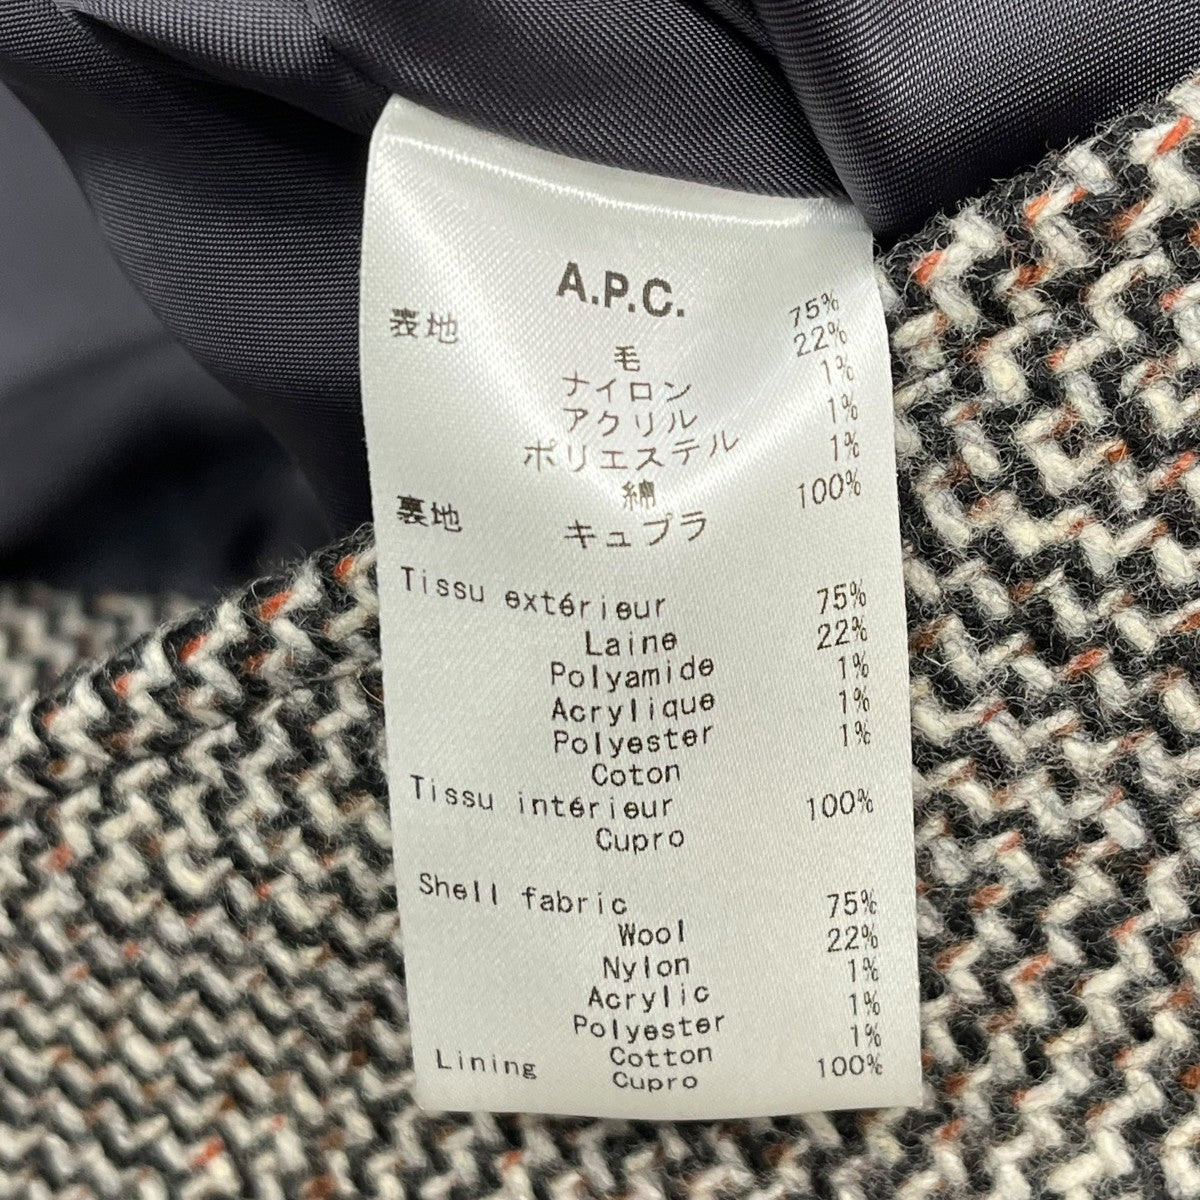 A.P.C.
表地 毛 75%
ナイロン 22%
アクリル 1%
ポリエステル 1%
綿 1%
裏地 キュプラ 100%
Tissu extérieur
Laine 75%
Polyamide 22%
Acrylique 1%
Polyester 1%
Coton 1%
Tissu intérieur
Cupro 100%
Shell fabric
Wool 75%
Nylon 22%
Acrylic 1%
Polyester 1%
Cotton 1%
Lining Cupro 100%